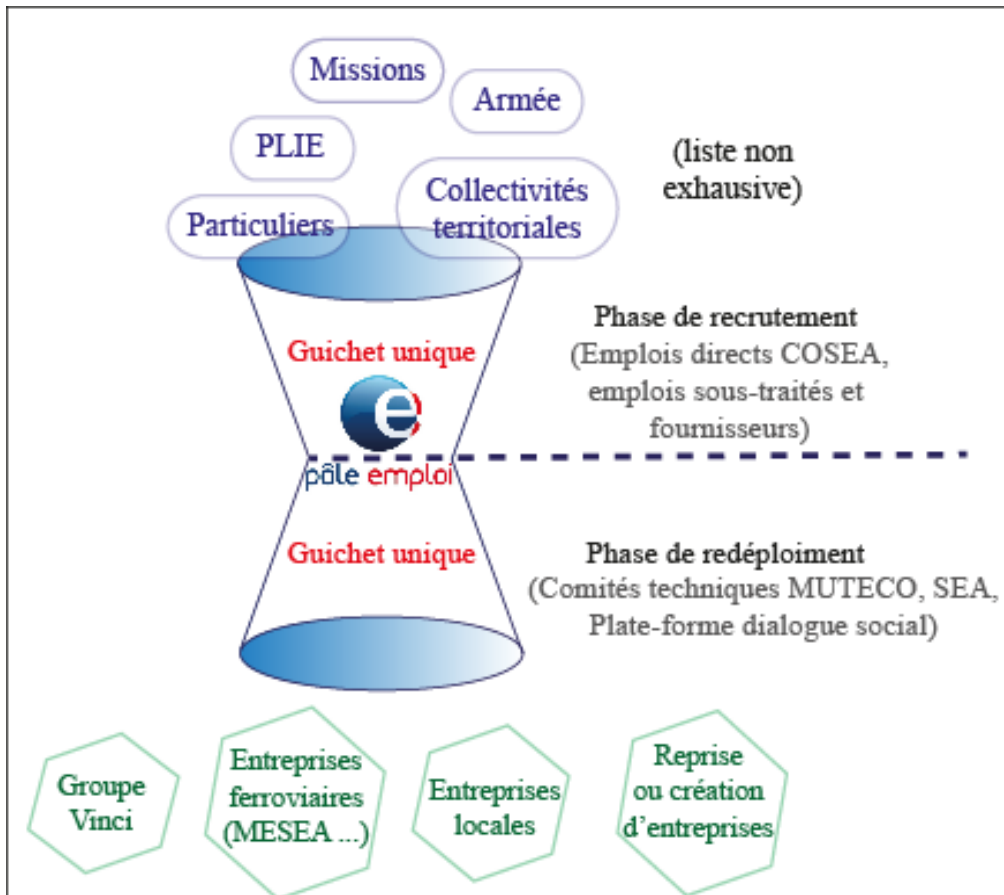 Missions
Armée
PLIE
(liste non
exhausive)
Collectivités
territoriales
Particuliers
Phase de recrutement
(Emplois directs COSEA,
emplois sous-traités et
fournisseurs)
Guichet unique
e
pôle emploi
Guichet unique
Phase de redéploiment
(Comités techniques MUTECO, SEA,
Plate-forme dialogue social)
Groupe
Vinci
Entreprises
ferroviaires
(MESEA ...)
Entreprises
locales
Reprise
ou création
d'entreprises